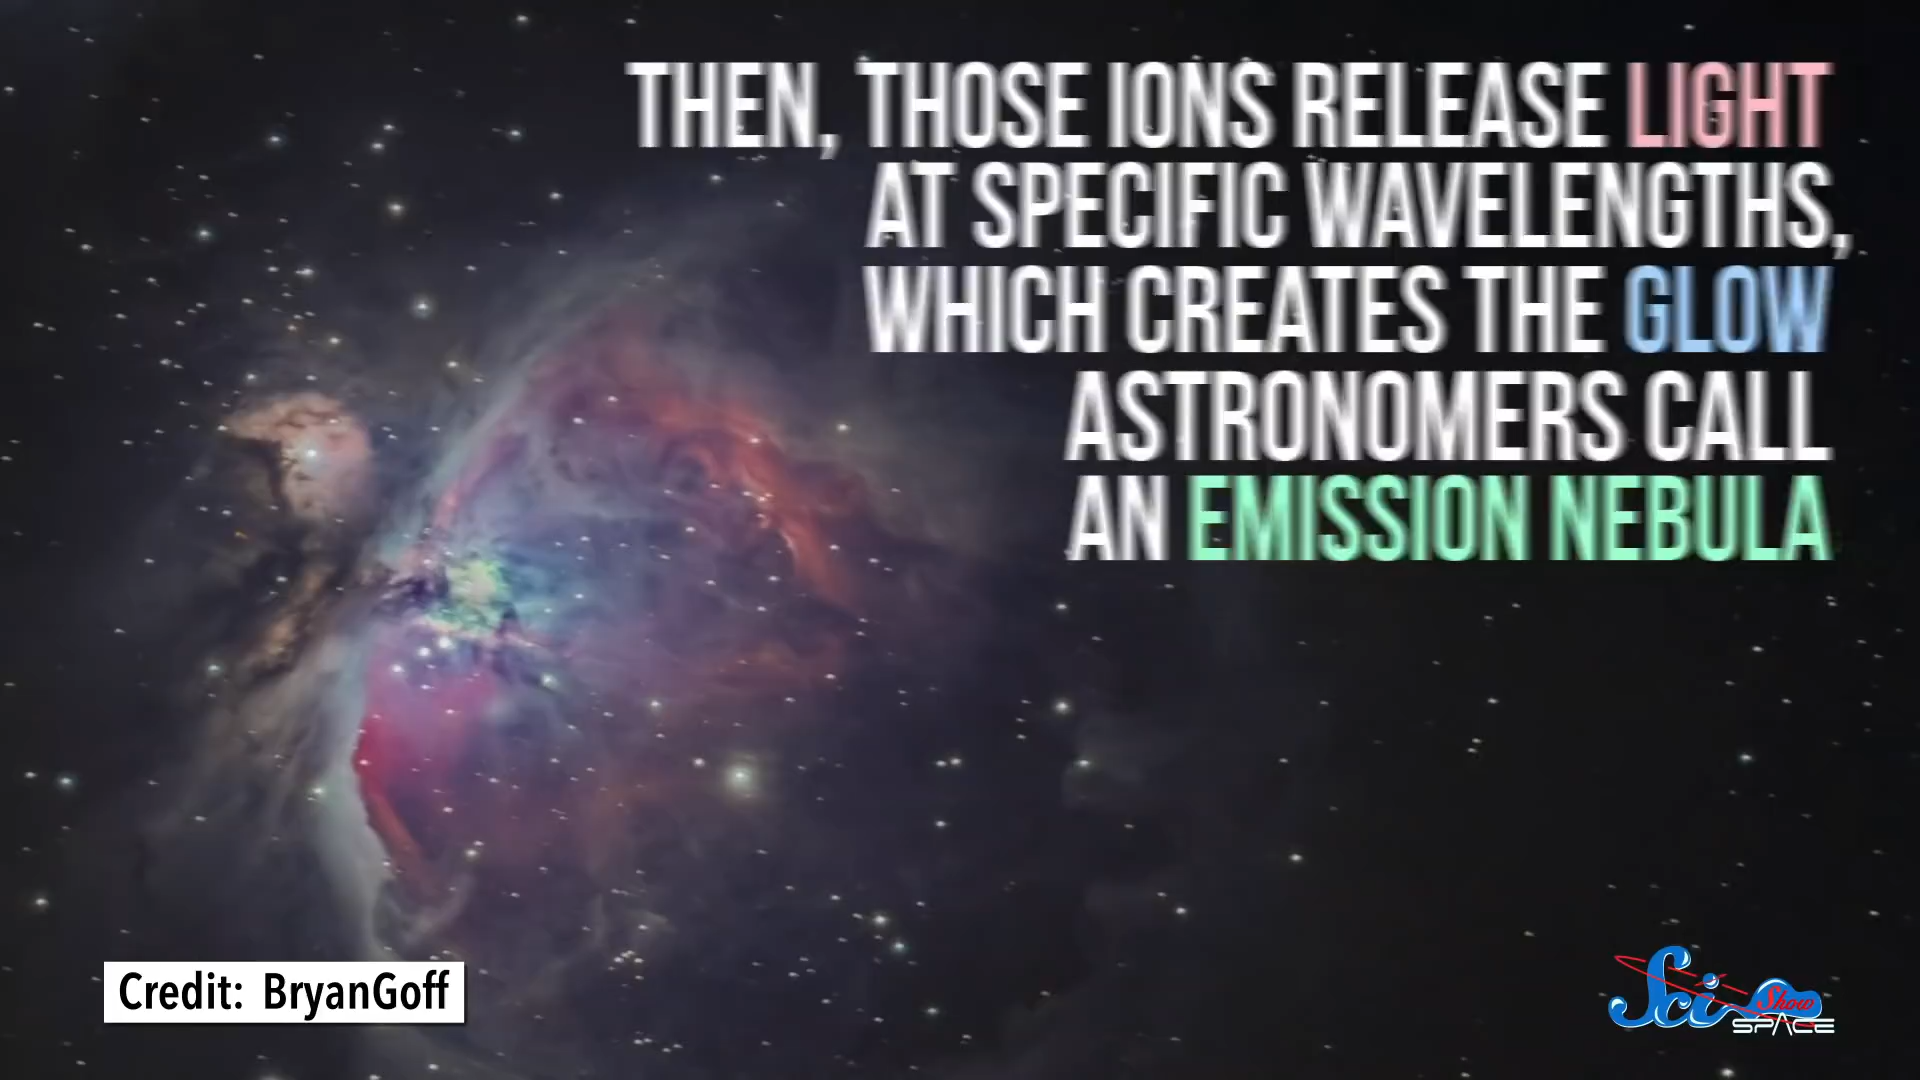 THEN, THOSE IONS RELEASE LIGHT
AT SPECIFIC WAVELENGTHS,
WHICH CREATES THE GLOW
ASTRONOMERS CALL
AN EMISSION NEBULA
Credit: BryanGoff
Sci Show
SPACE